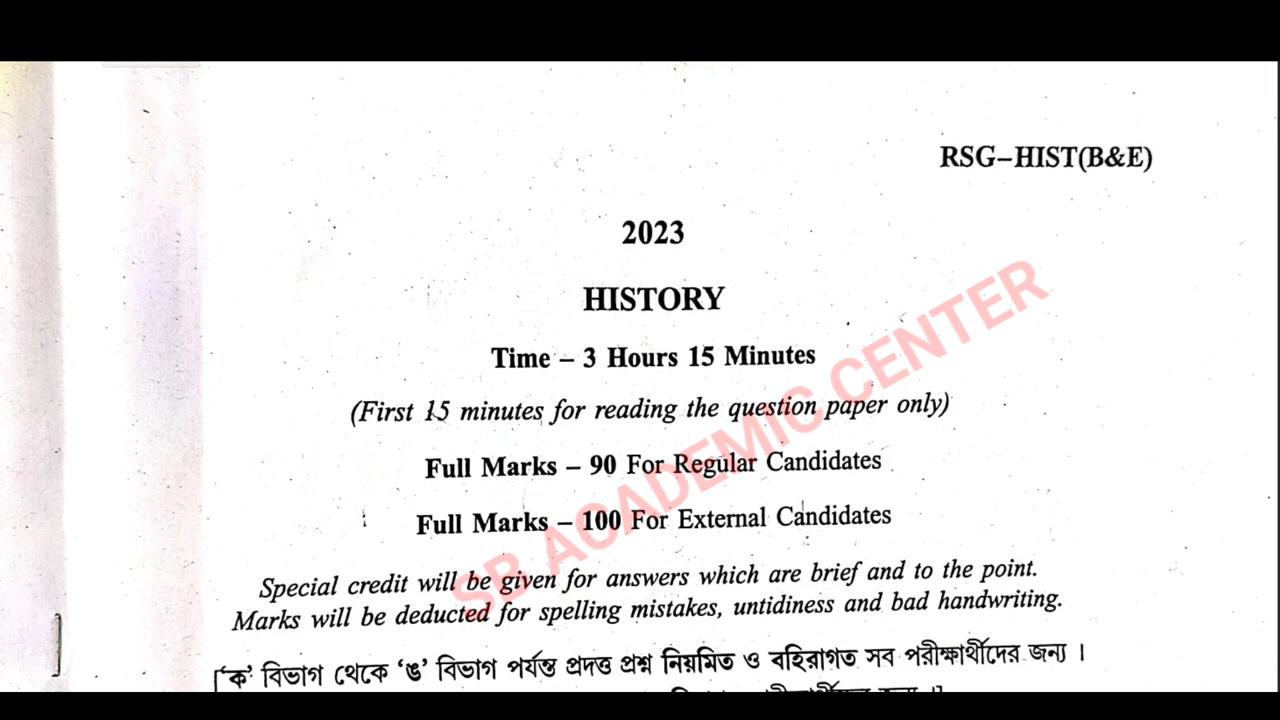 RSG–HIST(B&E)
2023
HISTORY
Time – 3 Hours 15 Minutes
(First 15 minutes for reading the question paper only)
Full Marks – 90 For Regular Candidates
Full Marks – 100 For External Candidates
SB ACADEMIC CENTER
Special credit will be given for answers which are brief and to the point.
Marks will be deducted for spelling mistakes, untidiness and bad handwriting.
['ক' বিভাগ থেকে 'ঙ' বিভাগ পর্যন্ত প্রদত্ত প্রশ্ন নিয়মিত ও বহিরাগত সব পরীক্ষার্থীদের জন্য ।